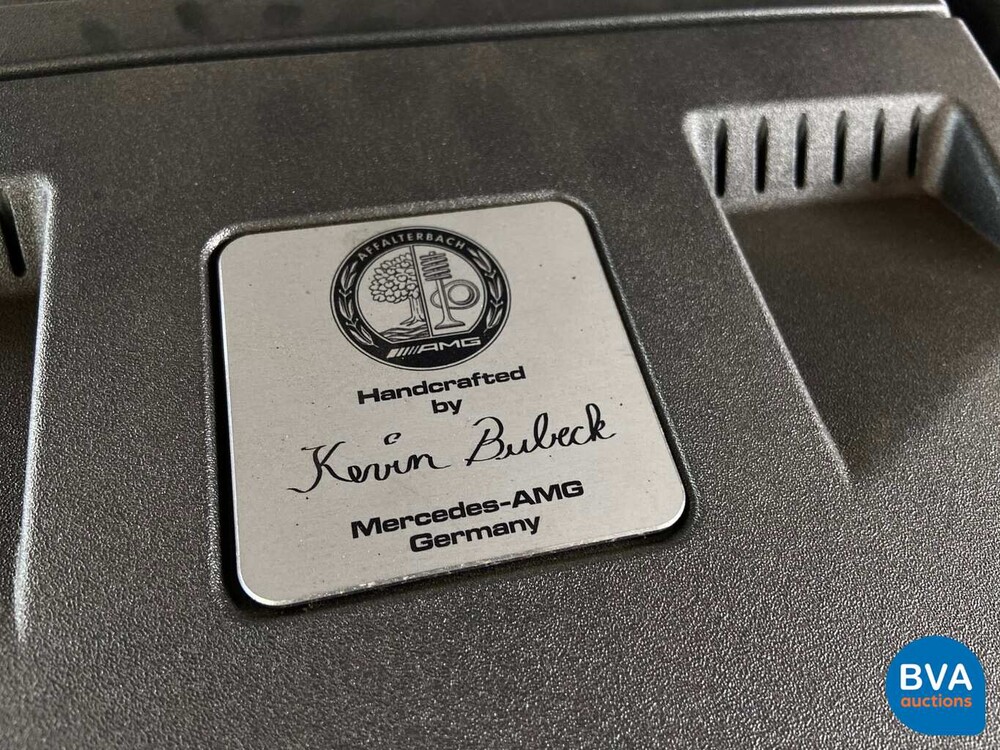 AFFALTERBACH
AMG
Handcrafted
by
Kevin Bubeck
Mercedes-AMG
Germany
BVA
auctions